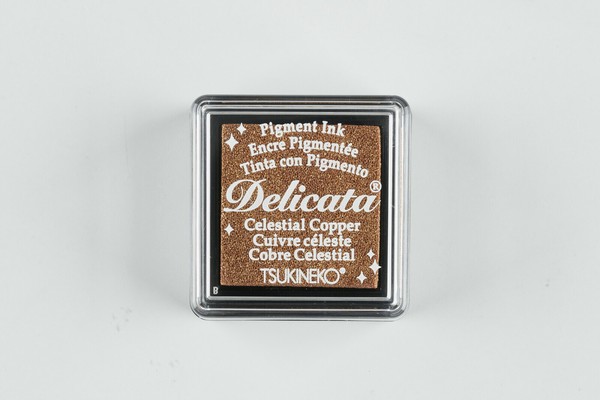 Pigment Ink
Encre Pigmentée
Tinta con Pigmento
Delicata®
Celestial Copper
Cuivre céleste
Cobre Celestial
TSUKINEKO®
B